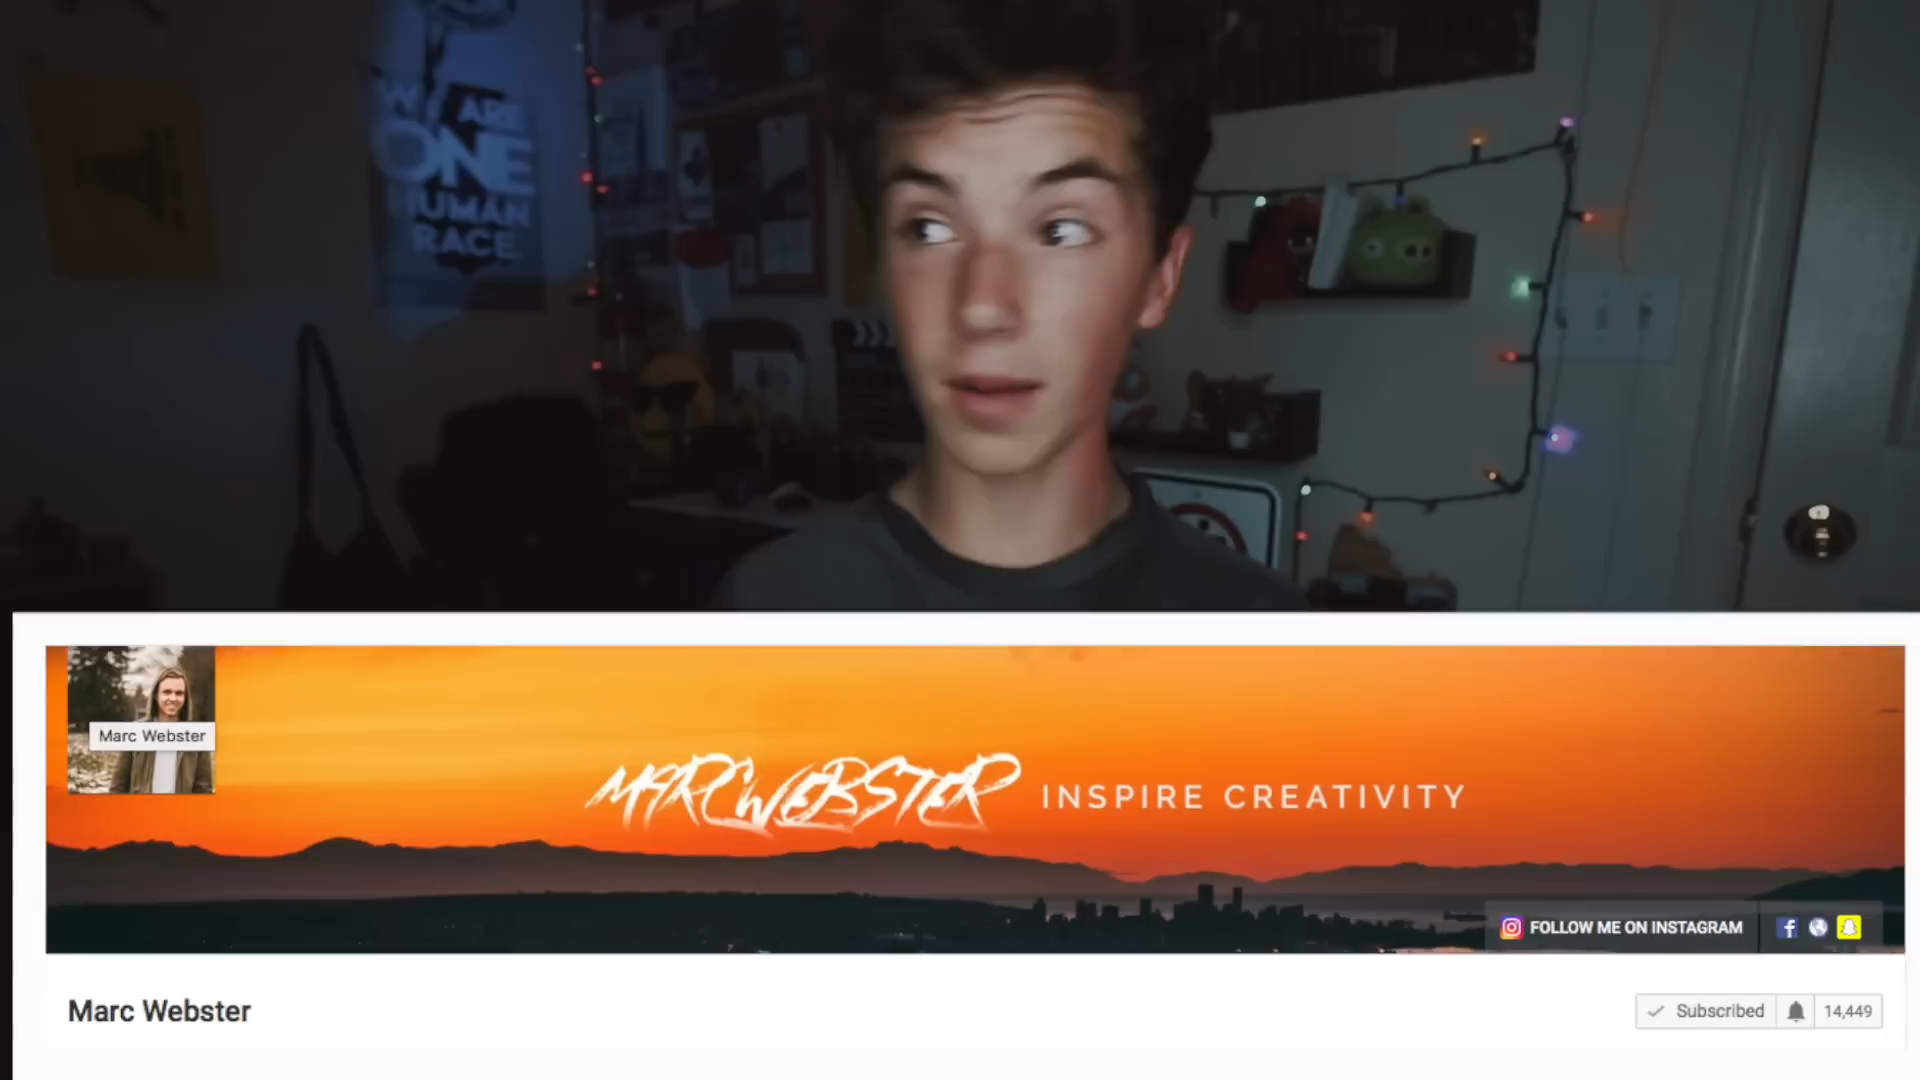 WE ARE
ONE
HUMAN
RACE
Marc Webster
MARCWEBSTER INSPIRE CREATIVITY
FOLLOW ME ON INSTAGRAM
Marc Webster
Subscribed 14,449